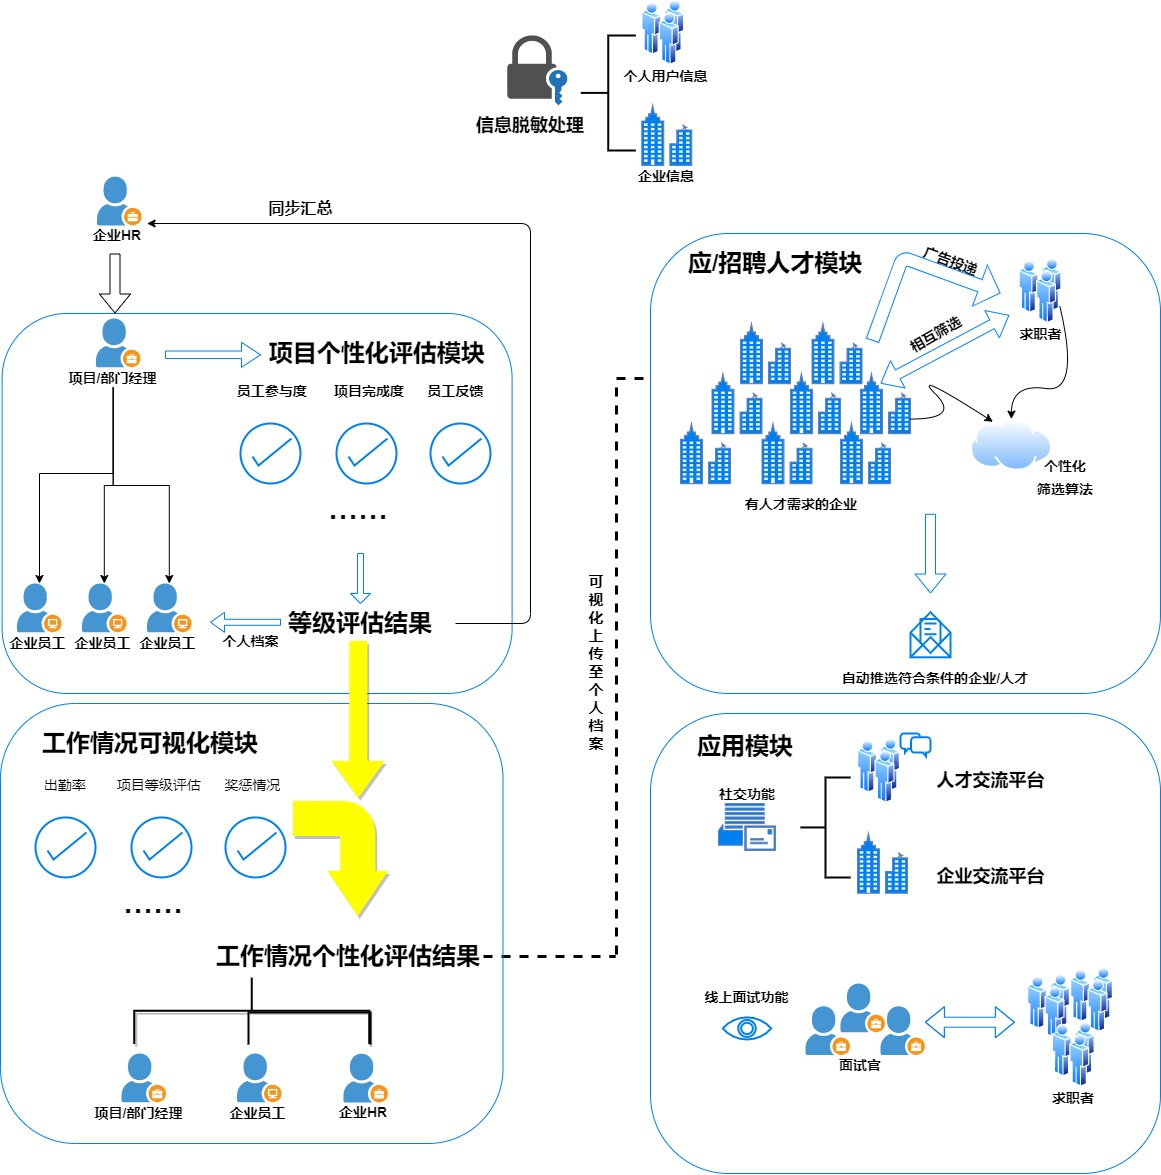 个人用户信息
信息脱敏处理
企业信息
同步汇总
企业HR
项目/部门经理
项目个性化评估模块
员工参与度
项目完成度
员工反馈
......
企业员工
企业员工
企业员工
个人档案
等级评估结果
工作情况可视化模块
出勤率
项目等级评估
奖惩情况
......
工作情况个性化评估结果
项目/部门经理
企业员工
企业HR
可视化上传至个人档案
应/招聘人才模块
广告投递
相互筛选
求职者
有人才需求的企业
个性化
筛选算法
自动推选符合条件的企业/人才
应用模块
社交功能
人才交流平台
企业交流平台
线上面试功能
面试官
求职者